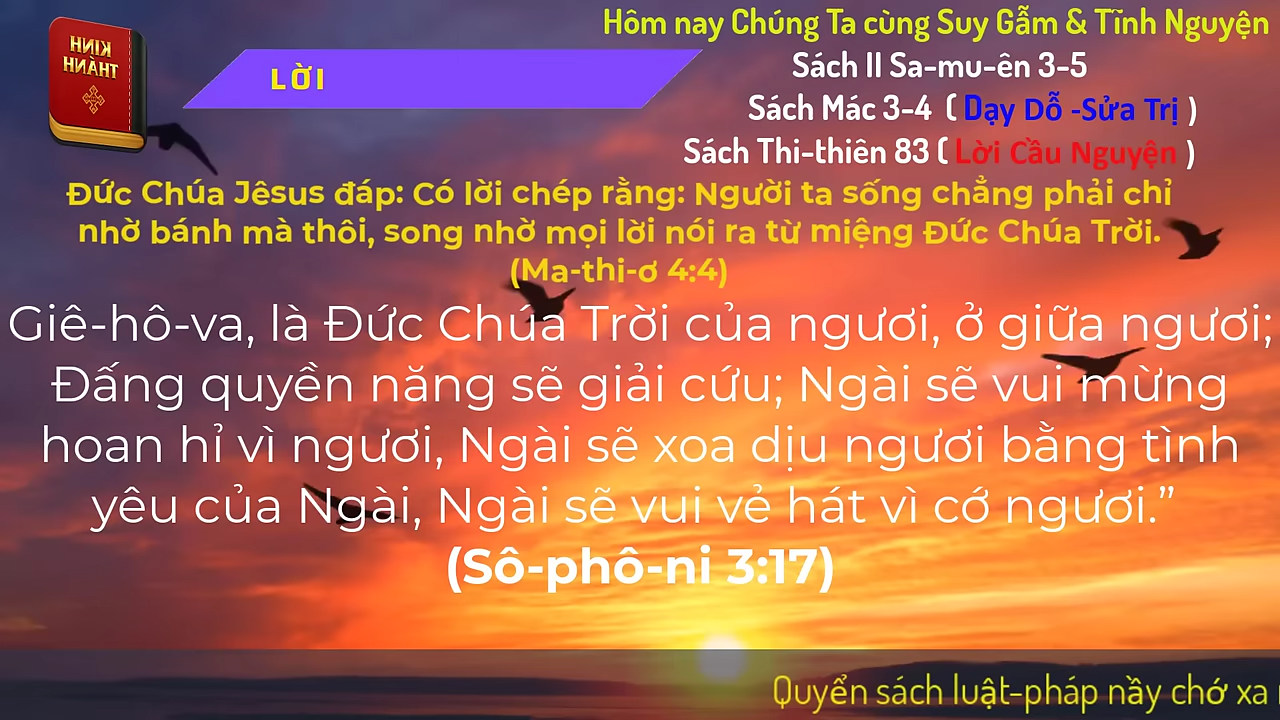 KINH
THÁNH
LỜI
Hôm nay Chúng Ta cùng Suy Gẫm & Tĩnh Nguyện
Sách II Sa-mu-ên 3-5
Sách Mác 3-4 ( Dạy Dỗ -Sửa Trị )
Sách Thi-thiên 83 ( Lời Cầu Nguyện )
Đức Chúa Jêsus đáp: Có lời chép rằng: Người ta sống chẳng phải chỉ
nhờ bánh mà thôi, song nhờ mọi lời nói ra từ miệng Đức Chúa Trời.
(Ma-thi-ơ 4:4)
Giê-hô-va, là Đức Chúa Trời của ngươi, ở giữa ngươi;
Đấng quyền năng sẽ giải cứu; Ngài sẽ vui mừng
hoan hỉ vì ngươi, Ngài sẽ xoa dịu ngươi bằng tình
yêu của Ngài, Ngài sẽ vui vẻ hát vì cớ ngươi.”
(Sô-phô-ni 3:17)
Quyển sách luật-pháp nầy chớ xa